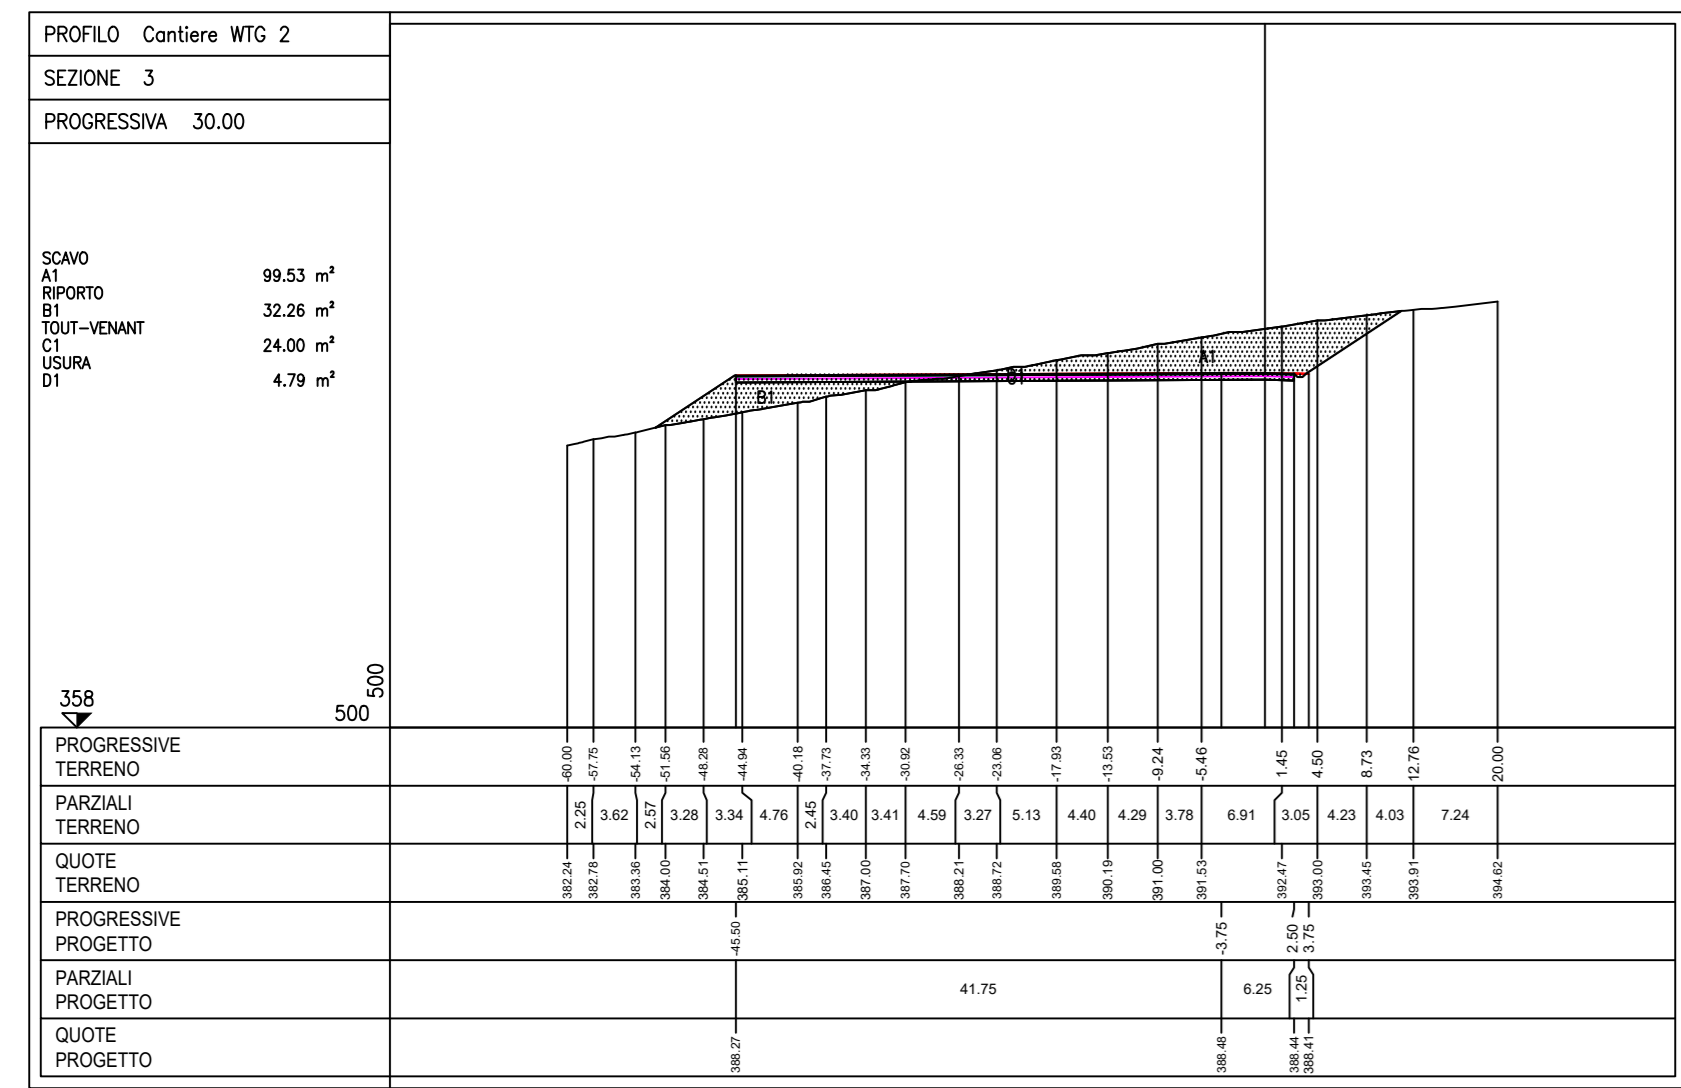 PROFILO Cantiere WTG 2
SEZIONE 3
PROGRESSIVA 30.00
SCAVO
A1 99.53 m²
RIPORTO
B1 32.26 m²
TOUT-VENANT
C1 24.00 m²
USURA
D1 4.79 m²
A1
B1
358
500
500
PROGRESSIVE TERRENO
-60.00 -57.75 -54.13 -51.56 -48.28 -44.94 -40.18 -37.73 -34.33 -30.92 -26.33 -23.06 -17.93 -13.53 -9.24 -5.46 1.45 4.50 8.73 12.76 20.00
PARZIALI TERRENO
2.25 3.62 2.57 3.28 3.34 4.76 2.45 3.40 3.41 4.59 3.27 5.13 4.40 4.29 3.78 6.91 3.05 4.23 4.03 7.24
QUOTE TERRENO
382.24 382.78 383.36 384.00 384.51 385.11 385.92 386.45 387.00 387.70 388.21 388.72 389.58 390.19 391.00 391.53 392.47 393.00 393.45 393.91 394.62
PROGRESSIVE PROGETTO
-45.50 -3.75 2.50 3.75
PARZIALI PROGETTO
41.75 6.25 1.25
QUOTE PROGETTO
388.27 388.48 388.44 388.41